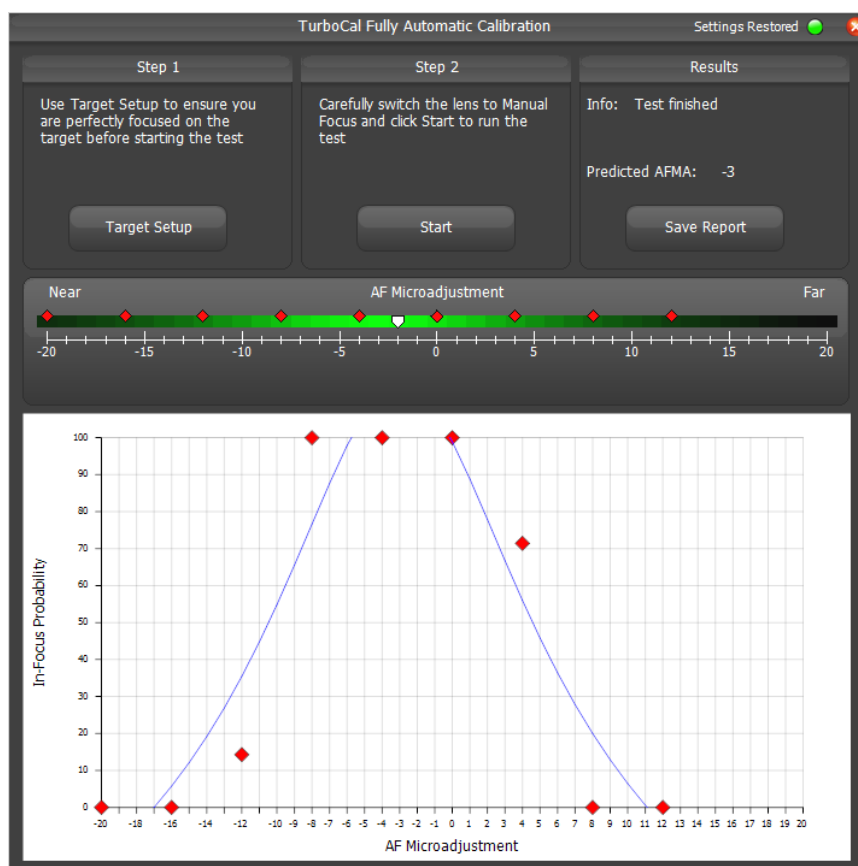 TurboCal Fully Automatic Calibration
Settings Restored
Step 1
Use Target Setup to ensure you
are perfectly focused on the
target before starting the test
Target Setup
Step 2
Carefully switch the lens to Manual
Focus and click Start to run the
test
Start
Results
Info: Test finished
Predicted AFMA: -3
Save Report
Near
AF Microadjustment
Far
-20 -15 -10 -5 0 5 10 15 20
100
90
80
70
60
50
40
30
20
10
0
In-Focus Probability
-20 -18 -16 -14 -12 -10 -9 -8 -7 -6 -5 -4 -3 -2 -1 0 1 2 3 4 5 6 7 8 9 10 11 12 13 14 15 16 17 18 19 20
AF Microadjustment